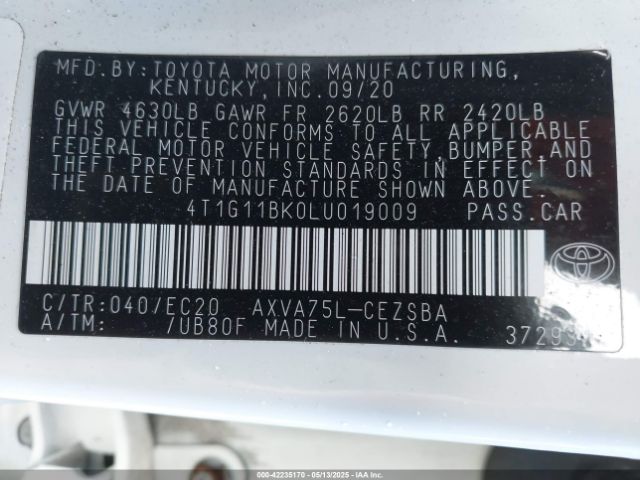 MFD.BY:TOYOTA MOTOR MANUFACTURING,
KENTUCKY,INC.09/20
GVWR 4630LB GAWR FR 2620LB RR 2420LB
THIS VEHICLE CONFORMS TO ALL APPLICABLE
FEDERAL MOTOR VEHICLE SAFETY,BUMPER,AND
THEFT PREVENTION STANDARDS IN EFFECT ON
THE DATE OF MANUFACTURE SHOWN ABOVE.
4T1G11BK0LU019009 PASS.CAR
C/TR:040/EC20 AXVA75L-CEZSBA
A/TM: /UB80F MADE IN U.S.A.
© IAA - 42235170 - 05/13/2025 - IAAI.COM